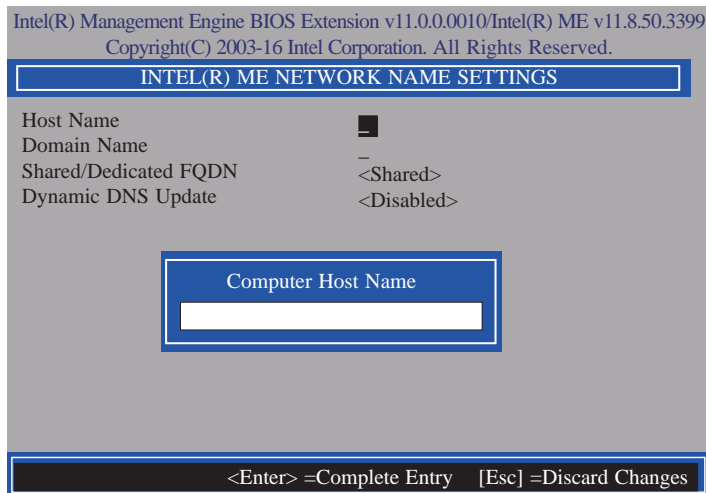 Intel(R) Management Engine BIOS Extension v11.0.0.0010/Intel(R) ME v11.8.50.3399
Copyright(C) 2003-16 Intel Corporation. All Rights Reserved.
INTEL(R) ME NETWORK NAME SETTINGS
Host Name _
Domain Name _
Shared/Dedicated FQDN <Shared>
Dynamic DNS Update <Disabled>
Computer Host Name
<Enter> =Complete Entry [Esc] =Discard Changes